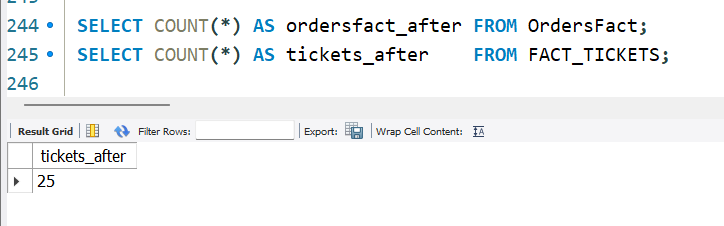 244 SELECT COUNT(*) AS ordersfact_after FROM OrdersFact;
245 SELECT COUNT(*) AS tickets_after    FROM FACT_TICKETS;
246
Result Grid Filter Rows: Export: Wrap Cell Content:
tickets_after
25